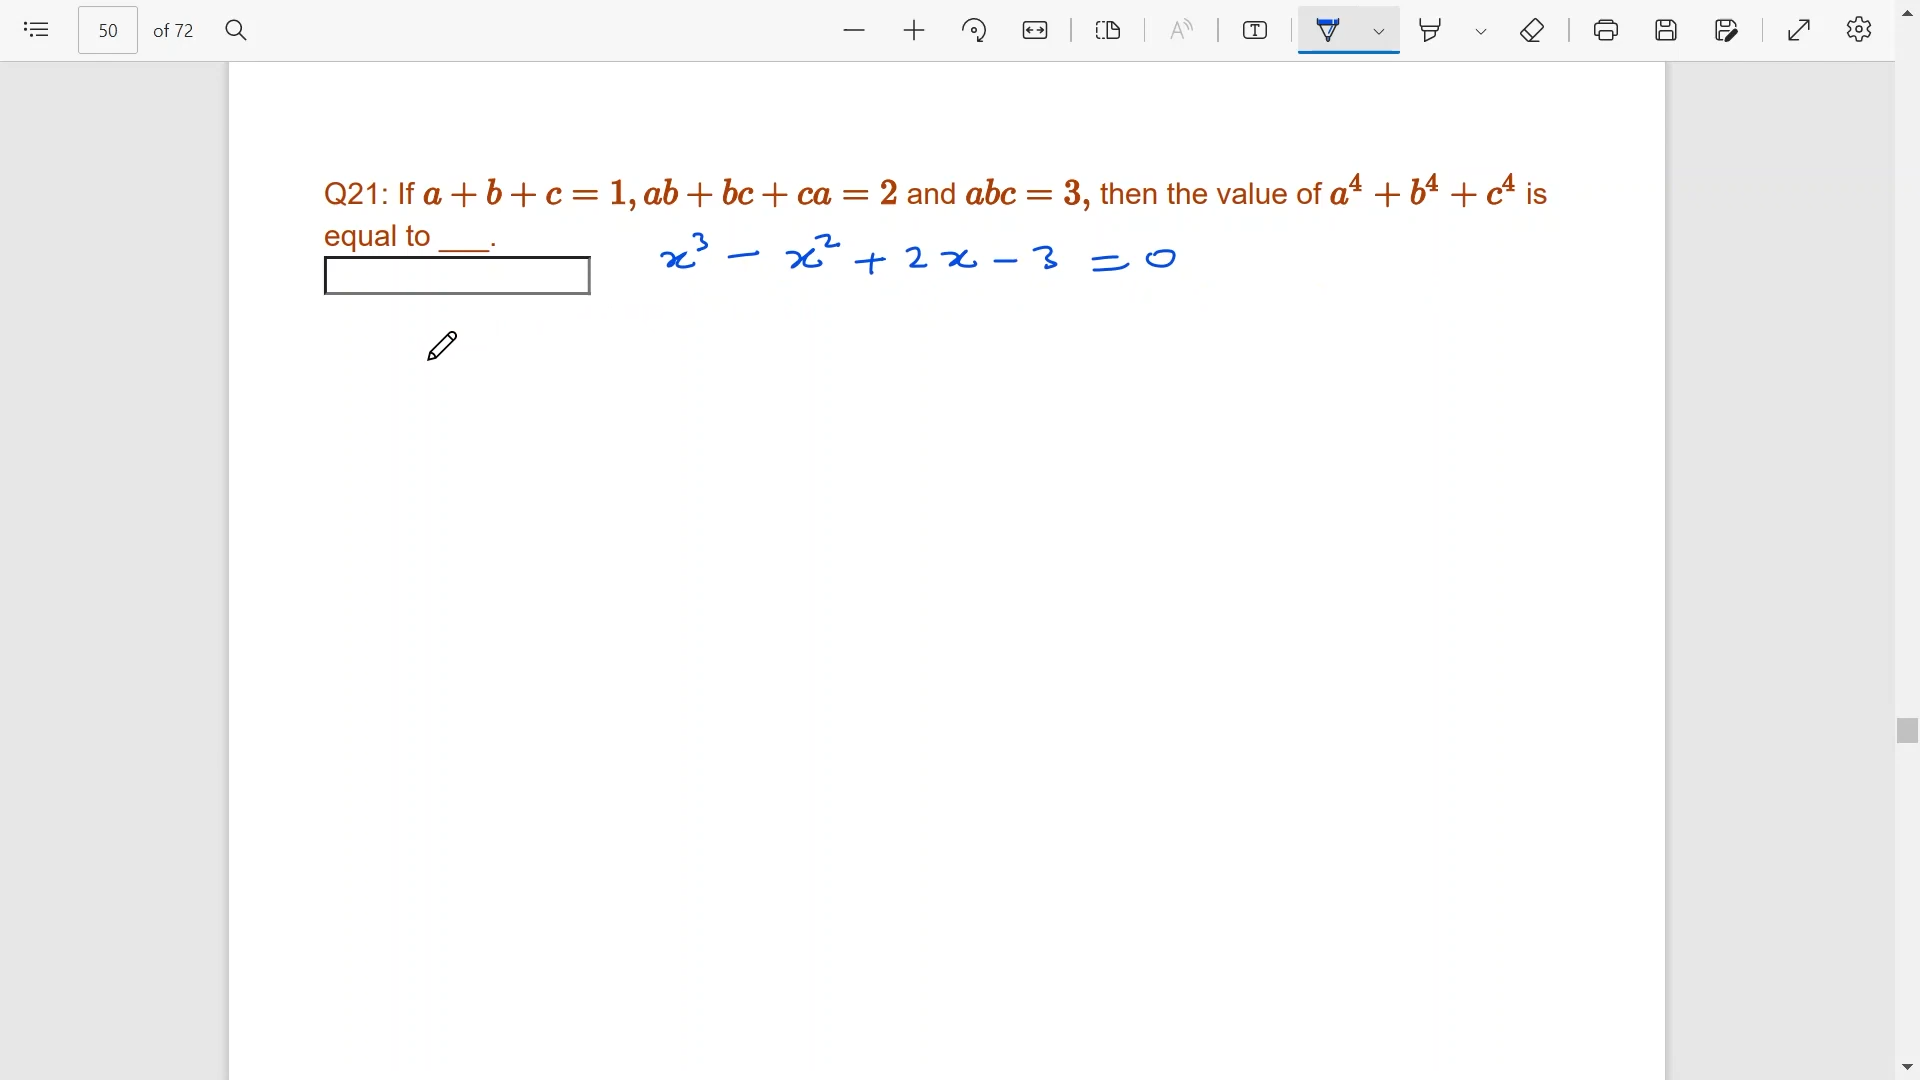 50 of 72
Q21: If a + b + c = 1, ab + bc + ca = 2 and abc = 3, then the value of a⁴ + b⁴ + c⁴ is
equal to ___.
x³ - x² + 2x - 3 = 0